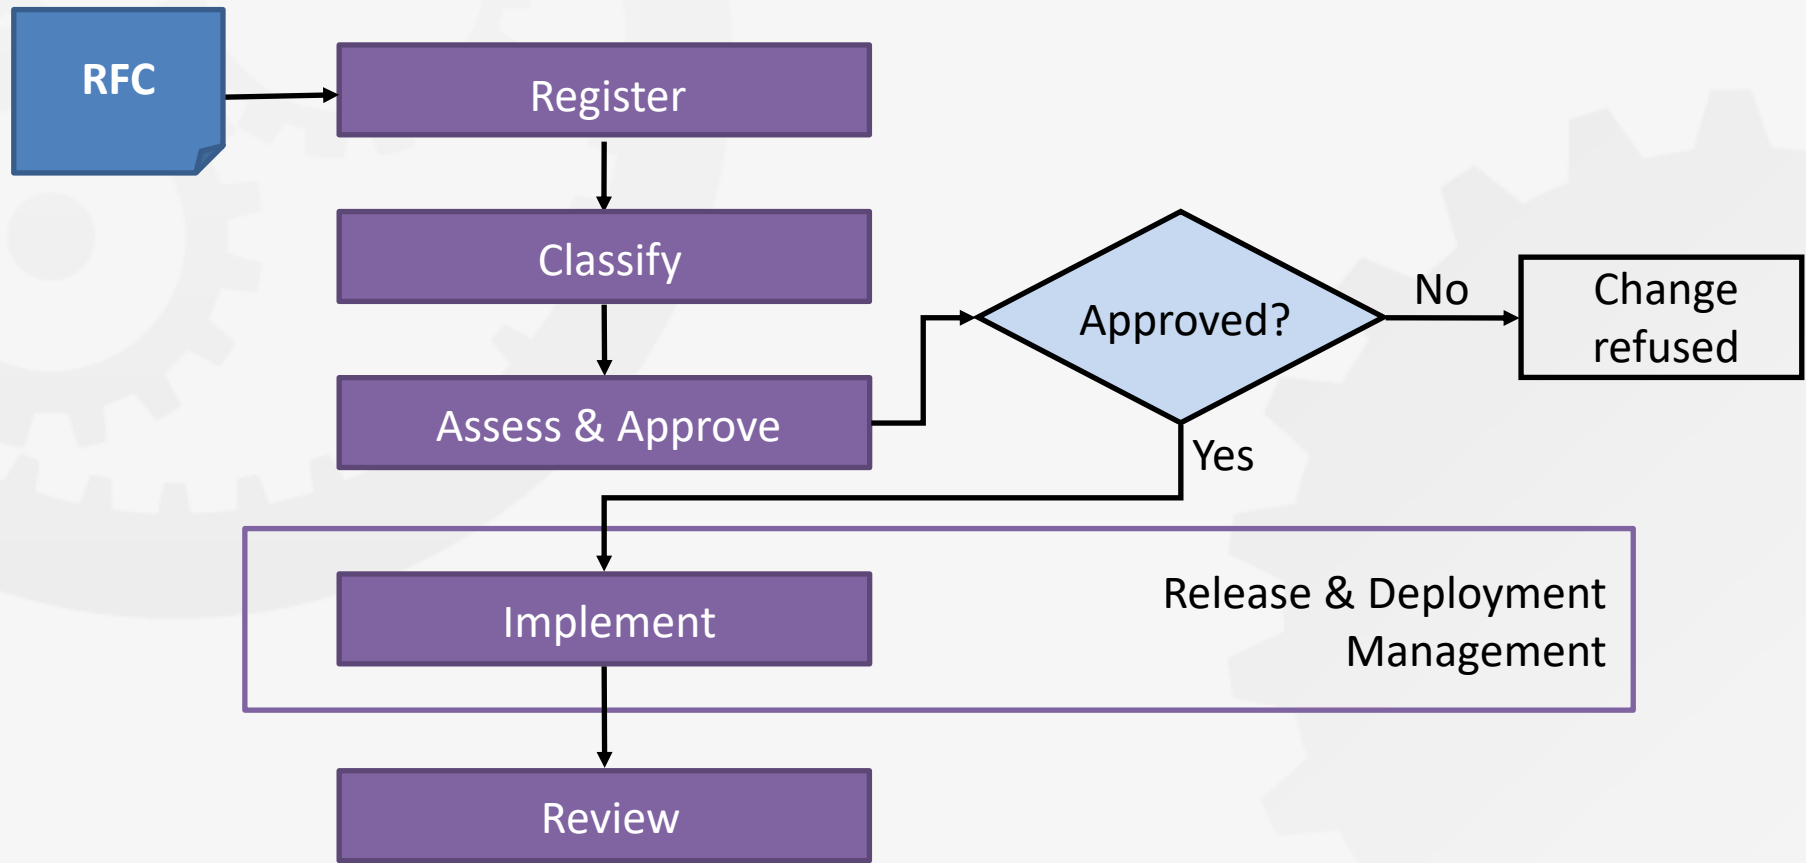 RFC
Register
Classify
Approved?
No
Change
refused
Assess & Approve
Yes
Implement
Release & Deployment
Management
Review